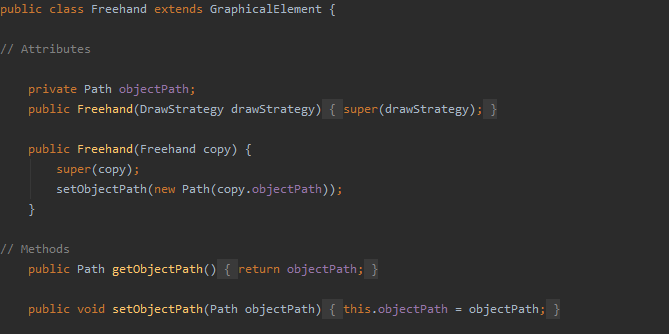 public class Freehand extends GraphicalElement {
// Attributes
private Path objectPath;
public Freehand(DrawStrategy drawStrategy) { super(drawStrategy); }
public Freehand(Freehand copy) {
super(copy);
setObjectPath(new Path(copy.objectPath));
}
// Methods
public Path getObjectPath() { return objectPath; }
public void setObjectPath(Path objectPath) { this.objectPath = objectPath; }